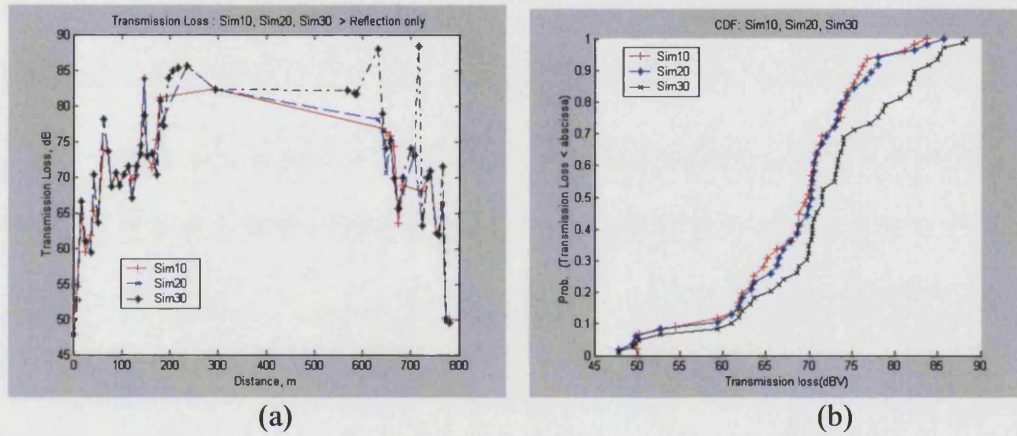 Transmission Loss : Sim10, Sim20, Sim30 > Reflection only
Transmission Loss, dB
90
85
80
75
70
65
60
55
50
45
Sim10
Sim20
Sim30
0 100 200 300 400 500 600 700 800
Distance, m
(a)
CDF: Sim10, Sim20, Sim30
Prob. (Transmission Loss < abscissa)
1
0.9
0.8
0.7
0.6
0.5
0.4
0.3
0.2
0.1
0
Sim10
Sim20
Sim30
45 50 55 60 65 70 75 80 85 90
Transmission loss(dBV)
(b)